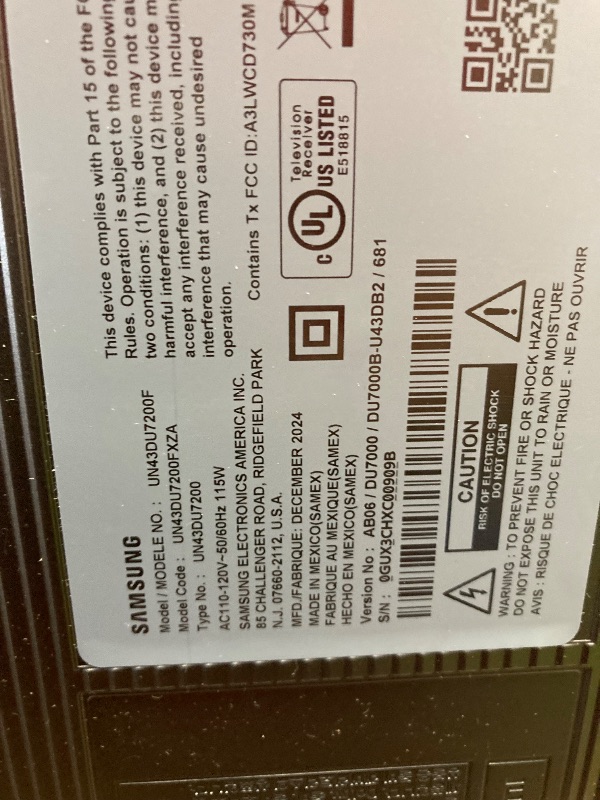 SAMSUNG
Model / MODELE NO. : UN43DU7200F
Model Code : UN43DU7200FXZA
Type No. : UN43DU7200
AC110-120V~50/60Hz 115W
SAMSUNG ELECTRONICS AMERICA INC.
85 CHALLENGER ROAD, RIDGEFIELD PARK
N.J. 07660-2112, U.S.A.
MFD./FABRIQUE: DECEMBER 2024
MADE IN MEXICO(SAMEX)
FABRIQUE AU MEXIQUE(SAMEX)
HECHO EN MEXICO(SAMEX)
Version No : AB06 / DU7000 / DU7000B-U43DB2 / 681
S/N : 0GUX3CHXC00909B
This device complies with Part 15 of the
Rules. Operation is subject to the following
two conditions: (1) this device may not
harmful interference, and (2) this device
accept any interference received, including
interference that may cause undesired
operation.
Contains Tx FCC ID:A3LWCD730M
C UL US LISTED
Television
Receiver
E518815
CAUTION
RISK OF ELECTRIC SHOCK
DO NOT OPEN
WARNING : TO PREVENT FIRE OR SHOCK HAZARD
DO NOT EXPOSE THIS UNIT TO RAIN OR MOISTURE
AVIS : RISQUE DE CHOC ELECTRIQUE - NE PAS OUVRIR